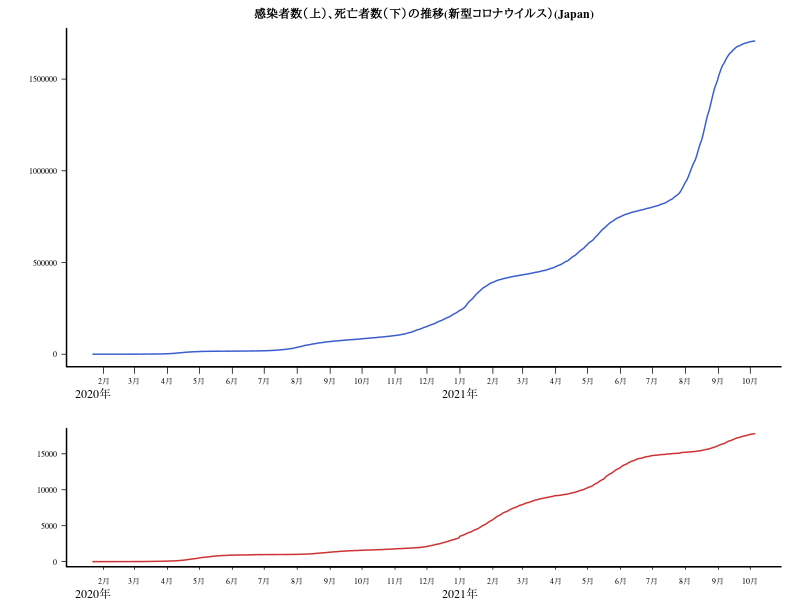 感染者数(上)、死亡者数(下)の推移(新型コロナウイルス)(Japan)
1500000
1000000
500000
0
2月 3月 4月 5月 6月 7月 8月 9月 10月 11月 12月 1月 2月 3月 4月 5月 6月 7月 8月 9月 10月
2020年 2021年
15000
10000
5000
0
2月 3月 4月 5月 6月 7月 8月 9月 10月 11月 12月 1月 2月 3月 4月 5月 6月 7月 8月 9月 10月
2020年 2021年